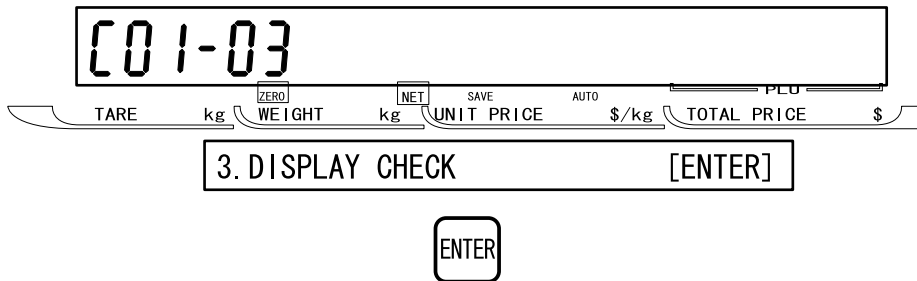 C01-03
PLU
ZERO NET SAVE AUTO
TARE kg WEIGHT kg UNIT PRICE $/kg TOTAL PRICE $
3.DISPLAY CHECK [ENTER]
ENTER